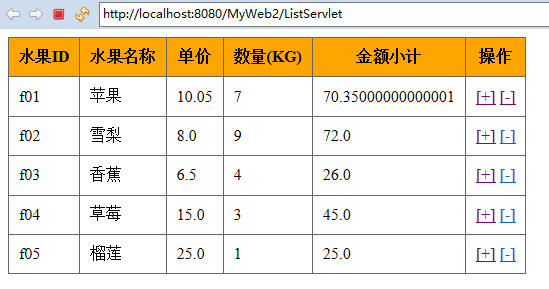 http://localhost:8080/MyWeb2/ListServlet
水果ID 水果名称 单价 数量(KG) 金额小计 操作
f01 苹果 10.05 7 70.35000000000001 [+] [-]
f02 雪梨 8.0 9 72.0 [+] [-]
f03 香蕉 6.5 4 26.0 [+] [-]
f04 草莓 15.0 3 45.0 [+] [-]
f05 榴莲 25.0 1 25.0 [+] [-]